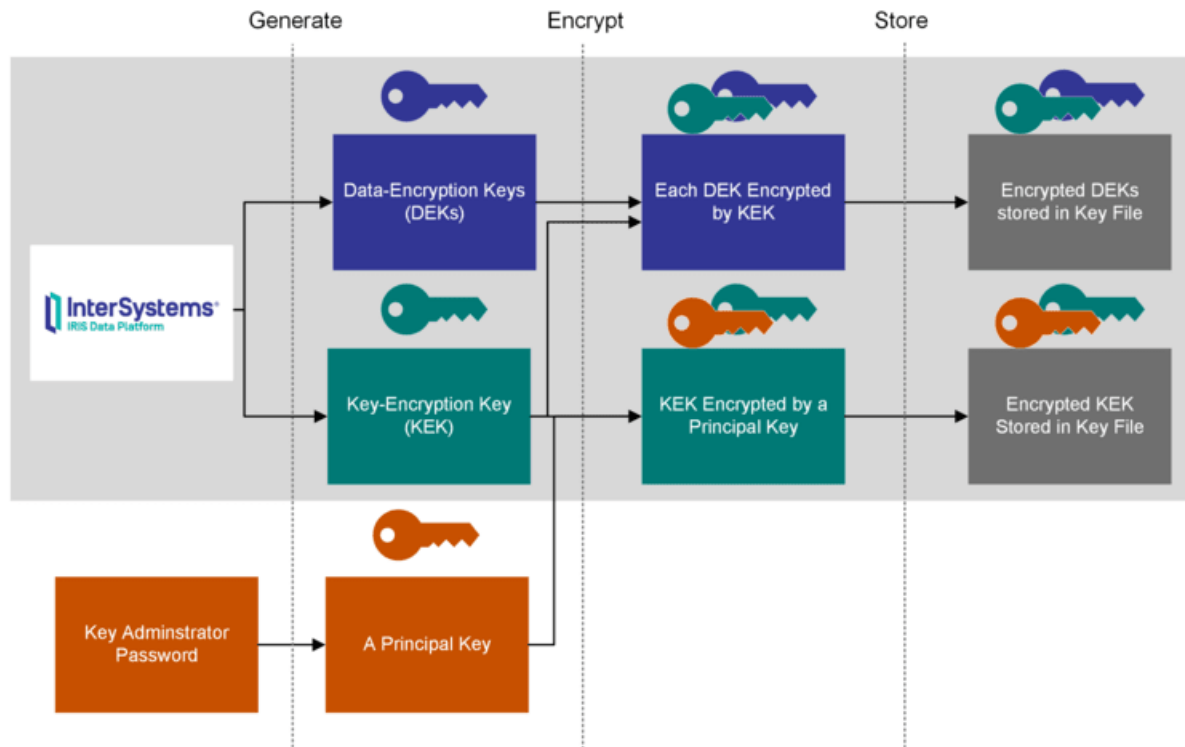 Generate
Encrypt
Store
Data-Encryption Keys
(DEKs)
Each DEK Encrypted
by KEK
Encrypted DEKs
stored in Key File
InterSystems®
IRIS Data Platform
Key-Encryption Key
(KEK)
KEK Encrypted by a
Principal Key
Encrypted KEK
Stored in Key File
Key Adminstrator
Password
A Principal Key